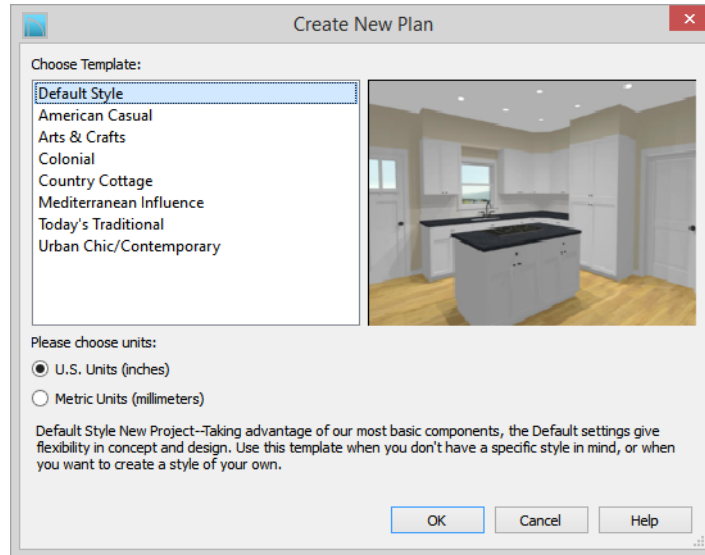 Create New Plan
Choose Template:
Default Style
American Casual
Arts & Crafts
Colonial
Country Cottage
Mediterranean Influence
Today's Traditional
Urban Chic/Contemporary
Please choose units:
U.S. Units (inches)
Metric Units (millimeters)
Default Style New Project--Taking advantage of our most basic components, the Default settings give
flexibility in concept and design. Use this template when you don't have a specific style in mind, or when
you want to create a style of your own.
OK Cancel Help